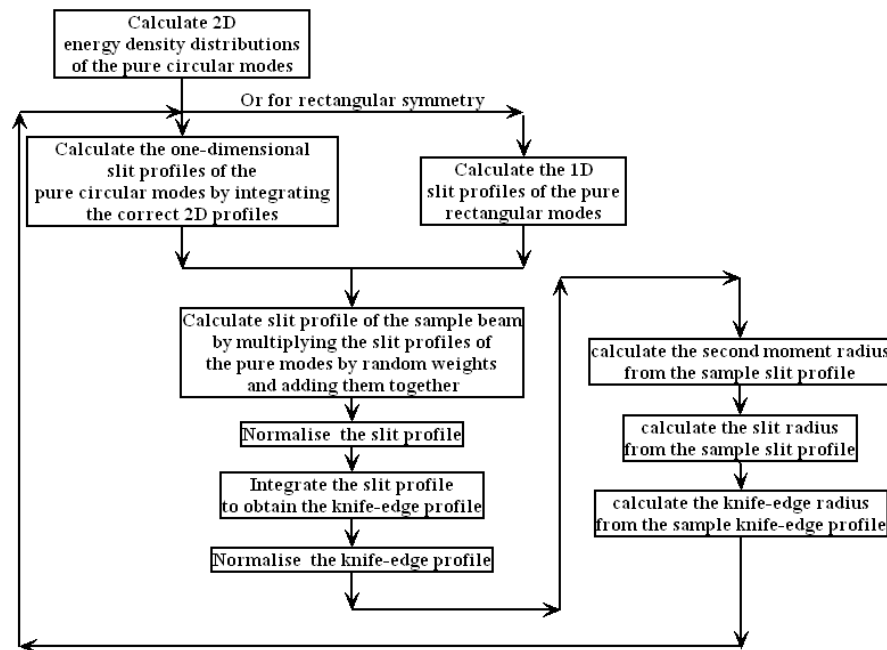 Calculate 2D
energy density distributions
of the pure circular modes
Or for rectangular symmetry
Calculate the one-dimensional
slit profiles of the
pure circular modes by integrating
the correct 2D profiles
Calculate the 1D
slit profiles of the pure
rectangular modes
Calculate slit profile of the sample beam
by multiplying the slit profiles of
the pure modes by random weights
and adding them together
Normalise the slit profile
Integrate the slit profile
to obtain the knife-edge profile
Normalise the knife-edge profile
calculate the second moment radius
from the sample slit profile
calculate the slit radius
from the sample slit profile
calculate the knife-edge radius
from the sample knife-edge profile